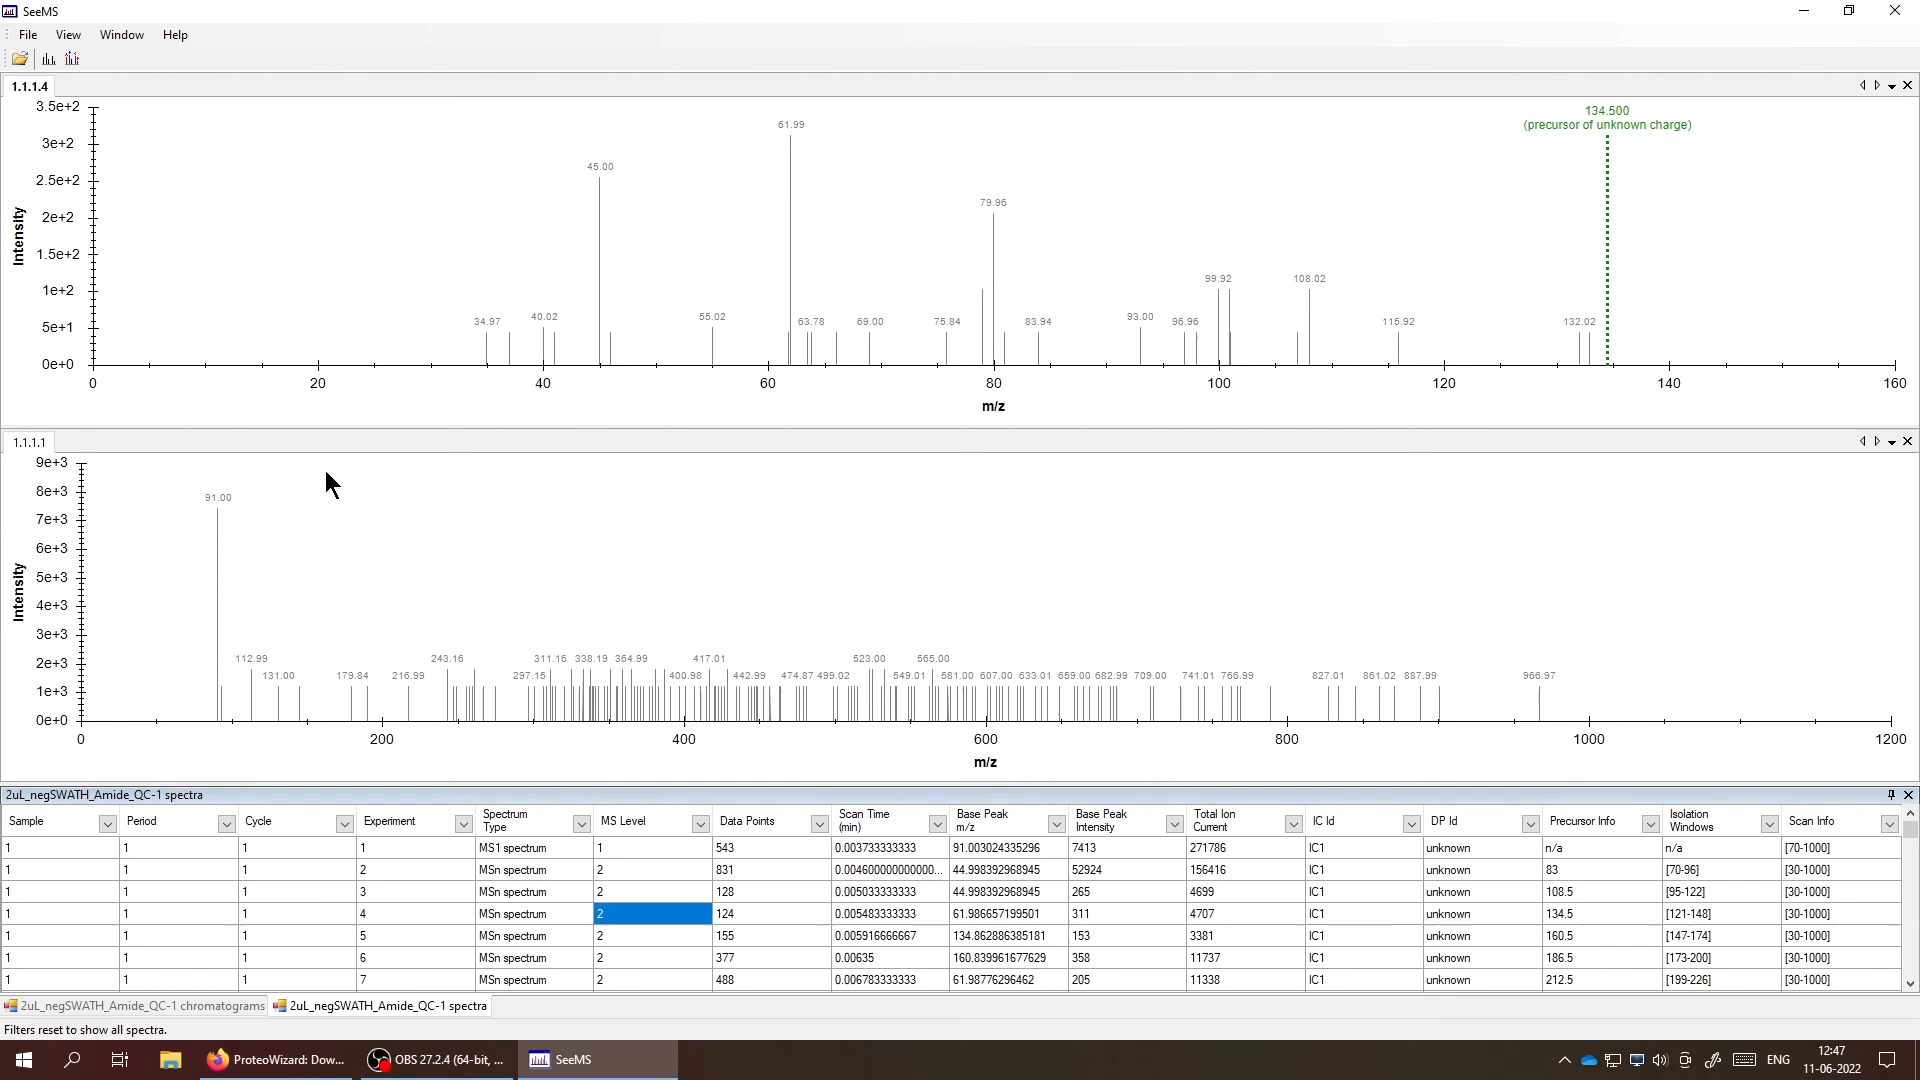 SeeMS
File View Window Help
1.1.1.4
3.5e+2
3e+2
2.5e+2
2e+2
1.5e+2
1e+2
5e+1
0e+0
Intensity
134.500
(precursor of unknown charge)
61.99
45.00
79.96
99.92 108.02
34.97 40.02 55.02 63.78 69.00 75.84 83.94 93.00 96.96 115.92 132.02
0 20 40 60 80 100 120 140 160
m/z
1.1.1.1
9e+3
8e+3
7e+3
6e+3
5e+3
4e+3
3e+3
2e+3
1e+3
0e+0
Intensity
91.00
112.99 243.16 311.16 338.19 364.99 417.01 523.00 565.00
131.00 179.84 216.99 297.15 400.98 442.99 474.87 499.02 549.01 581.00 607.00 633.01 659.00 682.99 709.00 741.01 766.99 827.01 861.02 887.99 966.97
0 200 400 600 800 1000 1200
m/z
2uL_negSWATH_Amide_QC-1 spectra
Sample Period Cycle Experiment Spectrum Type MS Level Data Points Scan Time (min) Base Peak m/z Base Peak Intensity Total Ion Current IC Id DP Id Precursor Info Isolation Windows Scan Info
1 1 1 1 MS1 spectrum 1 543 0.003733333333 91.003024335296 7413 271786 IC1 unknown n/a n/a [70-1000]
1 1 1 2 MSn spectrum 2 831 0.004600000000000... 44.998392968945 52924 156416 IC1 unknown 83 [70-96] [30-1000]
1 1 1 3 MSn spectrum 2 128 0.005033333333 44.998392968945 265 4699 IC1 unknown 108.5 [95-122] [30-1000]
1 1 1 4 MSn spectrum 2 124 0.005483333333 61.986657199501 311 4707 IC1 unknown 134.5 [121-148] [30-1000]
1 1 1 5 MSn spectrum 2 155 0.005916666667 134.862886385181 153 3381 IC1 unknown 160.5 [147-174] [30-1000]
1 1 1 6 MSn spectrum 2 377 0.00635 160.839961677629 358 11737 IC1 unknown 186.5 [173-200] [30-1000]
1 1 1 7 MSn spectrum 2 488 0.006783333333 61.98776296462 205 11338 IC1 unknown 212.5 [199-226] [30-1000]
2uL_negSWATH_Amide_QC-1 chromatograms 2uL_negSWATH_Amide_QC-1 spectra
Filters reset to show all spectra.
ProteoWizard: Dow... OBS 27.2.4 (64-bit, ... SeeMS ENG 12:47
11-06-2022